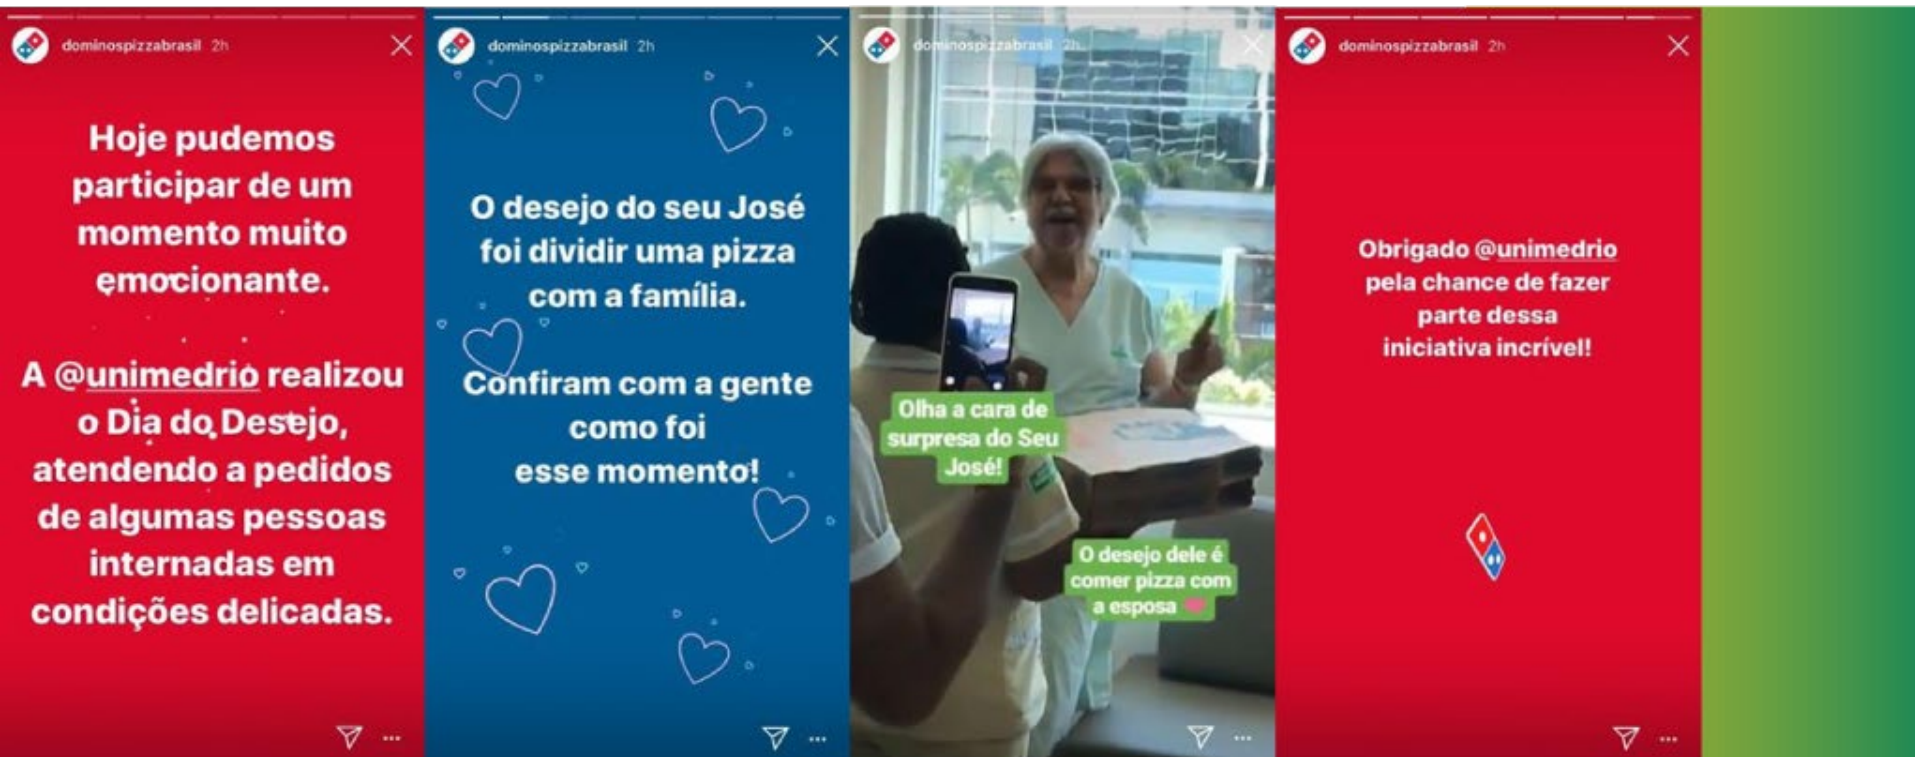 dominospizzabrasil 2h
Hoje pudemos
participar de um
momento muito
emocionante.
A @unimedrio realizou
o Dia do Desejo,
atendendo a pedidos
de algumas pessoas
internadas em
condições delicadas.
dominospizzabrasil 2h
O desejo do seu José
foi dividir uma pizza
com a família.
Confiram com a gente
como foi
esse momento!
dominospizzabrasil 2h
Olha a cara de
surpresa do Seu
José!
O desejo dele é
comer pizza com
a esposa
dominospizzabrasil 2h
Obrigado @unimedrio
pela chance de fazer
parte dessa
iniciativa incrível!